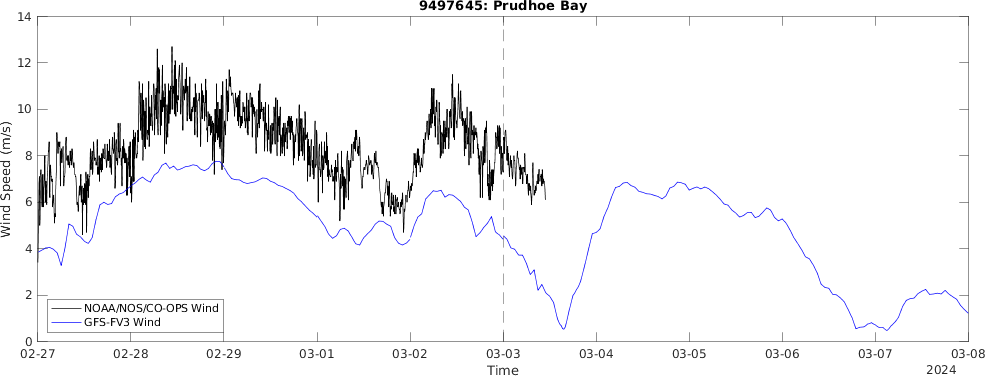 9497645: Prudhoe Bay
Wind Speed (m/s)
14
12
10
8
6
4
2
0
NOAA/NOS/CO-OPS Wind
GFS-FV3 Wind
02-27 02-28 02-29 03-01 03-02 03-03 03-04 03-05 03-06 03-07 03-08
Time
2024